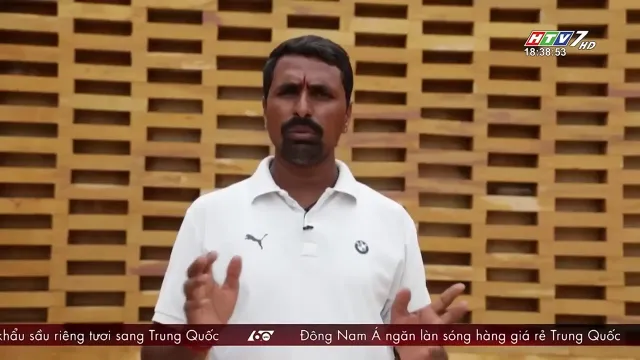 HTV7 HD
18:38:53
khẩu sầu riêng tươi sang Trung Quốc 60 Đông Nam Á ngăn làn sóng hàng giá rẻ Trung Quốc